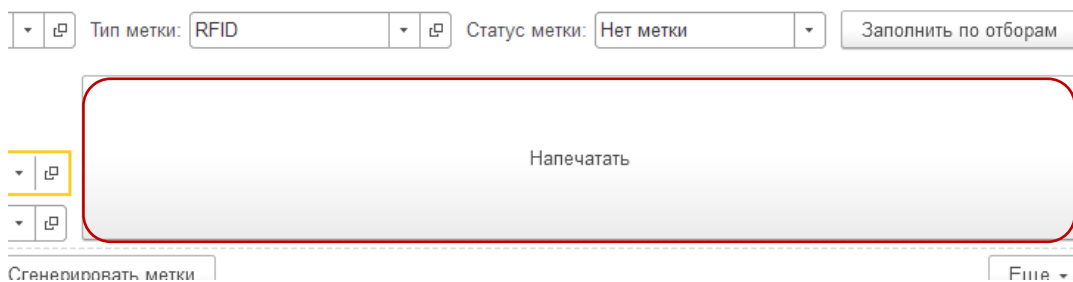 Тип метки: RFID Статус метки: Нет метки Заполнить по отборам
Напечатать
Сгенерировать метки Еще